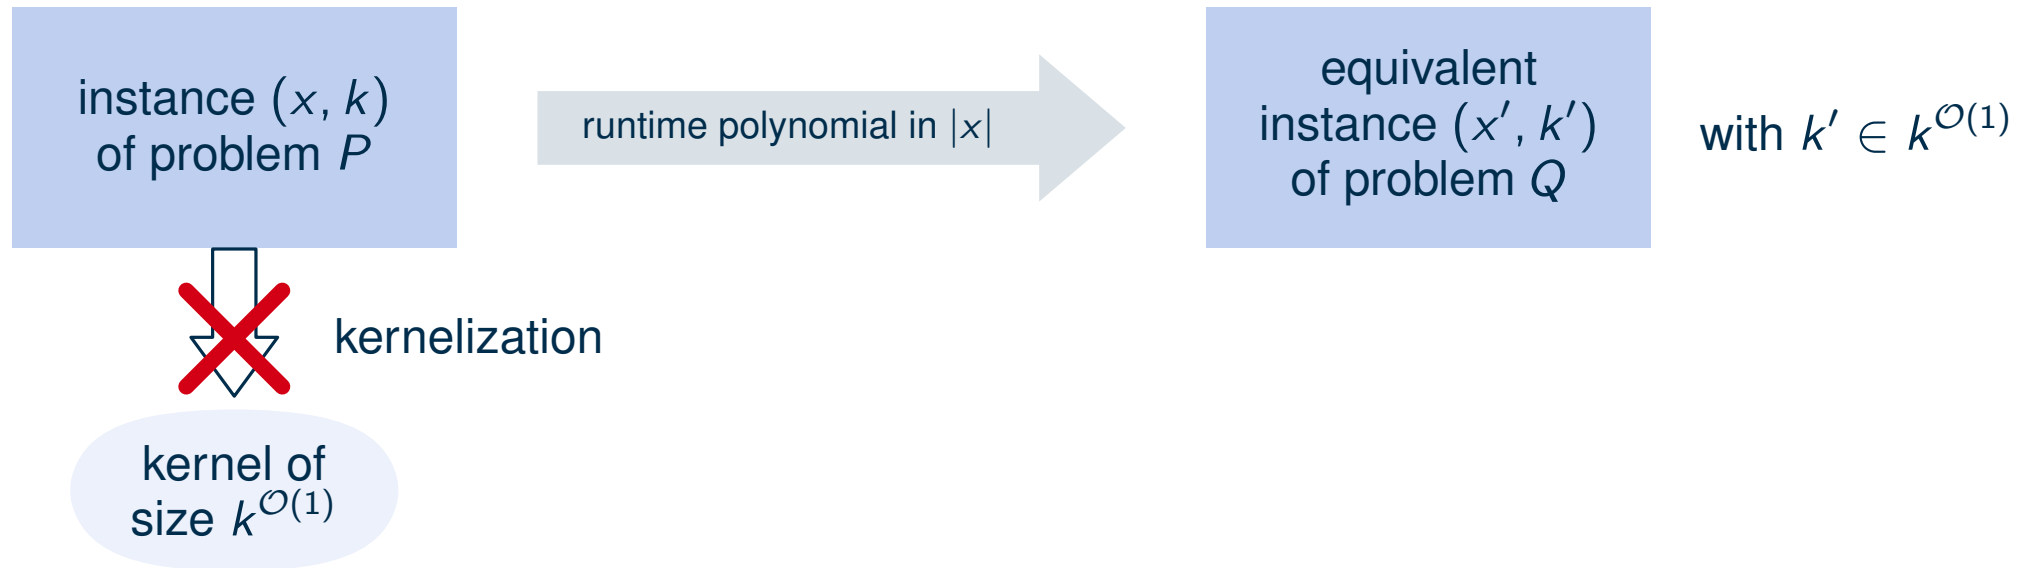 instance (x, k)
of problem P
runtime polynomial in |x|
equivalent
instance (x′, k′)
of problem Q
with k′ ∈ k^{𝒪(1)}
kernelization
kernel of
size k^{𝒪(1)}